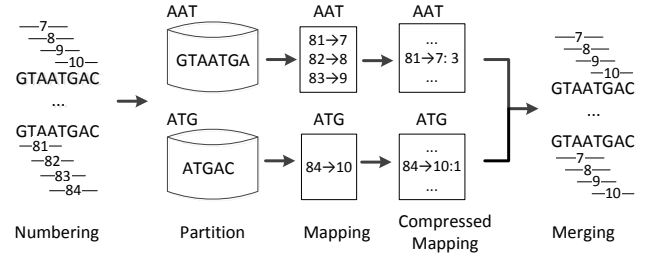 7
8
9
10
GTAATGAC
...
GTAATGAC
81
82
83
84
Numbering
AAT
GTAATGA
ATG
ATGAC
Partition
AAT
81→7
82→8
83→9
ATG
84→10
Mapping
AAT
...
81→7: 3
...
ATG
...
84→10:1
...
Compressed
Mapping
7
8
9
10
GTAATGAC
...
GTAATGAC
7
8
9
10
Merging